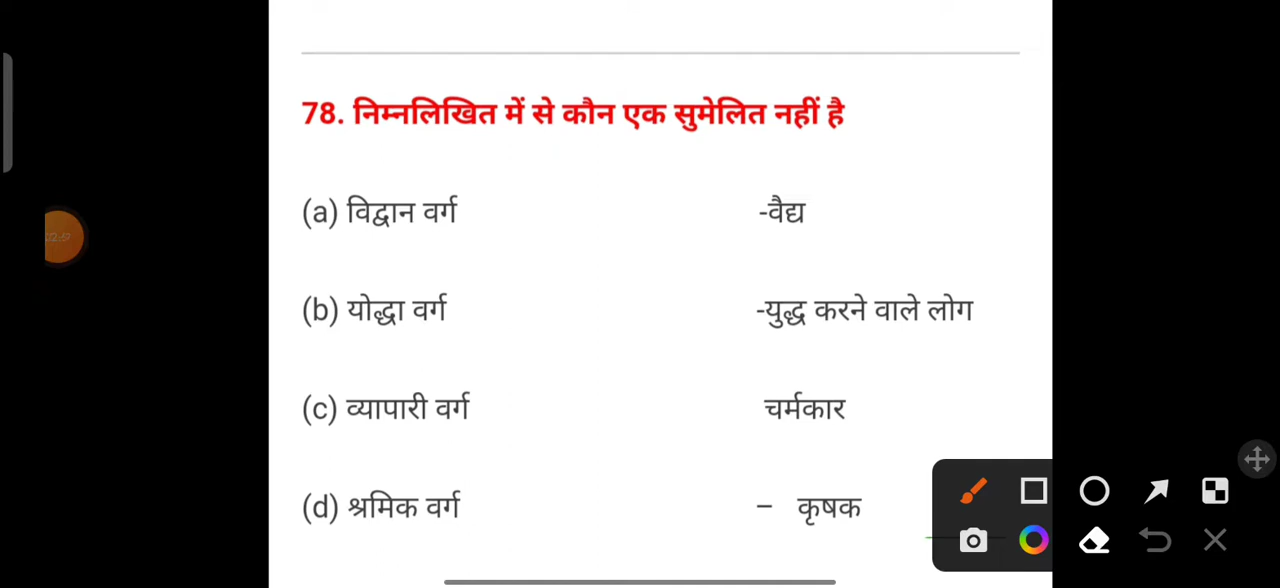 78. निम्नलिखित में से कौन एक सुमेलित नहीं है
(a) विद्वान वर्ग -वैद्य
(b) योद्धा वर्ग -युद्ध करने वाले लोग
(c) व्यापारी वर्ग चर्मकार
(d) श्रमिक वर्ग – कृषक